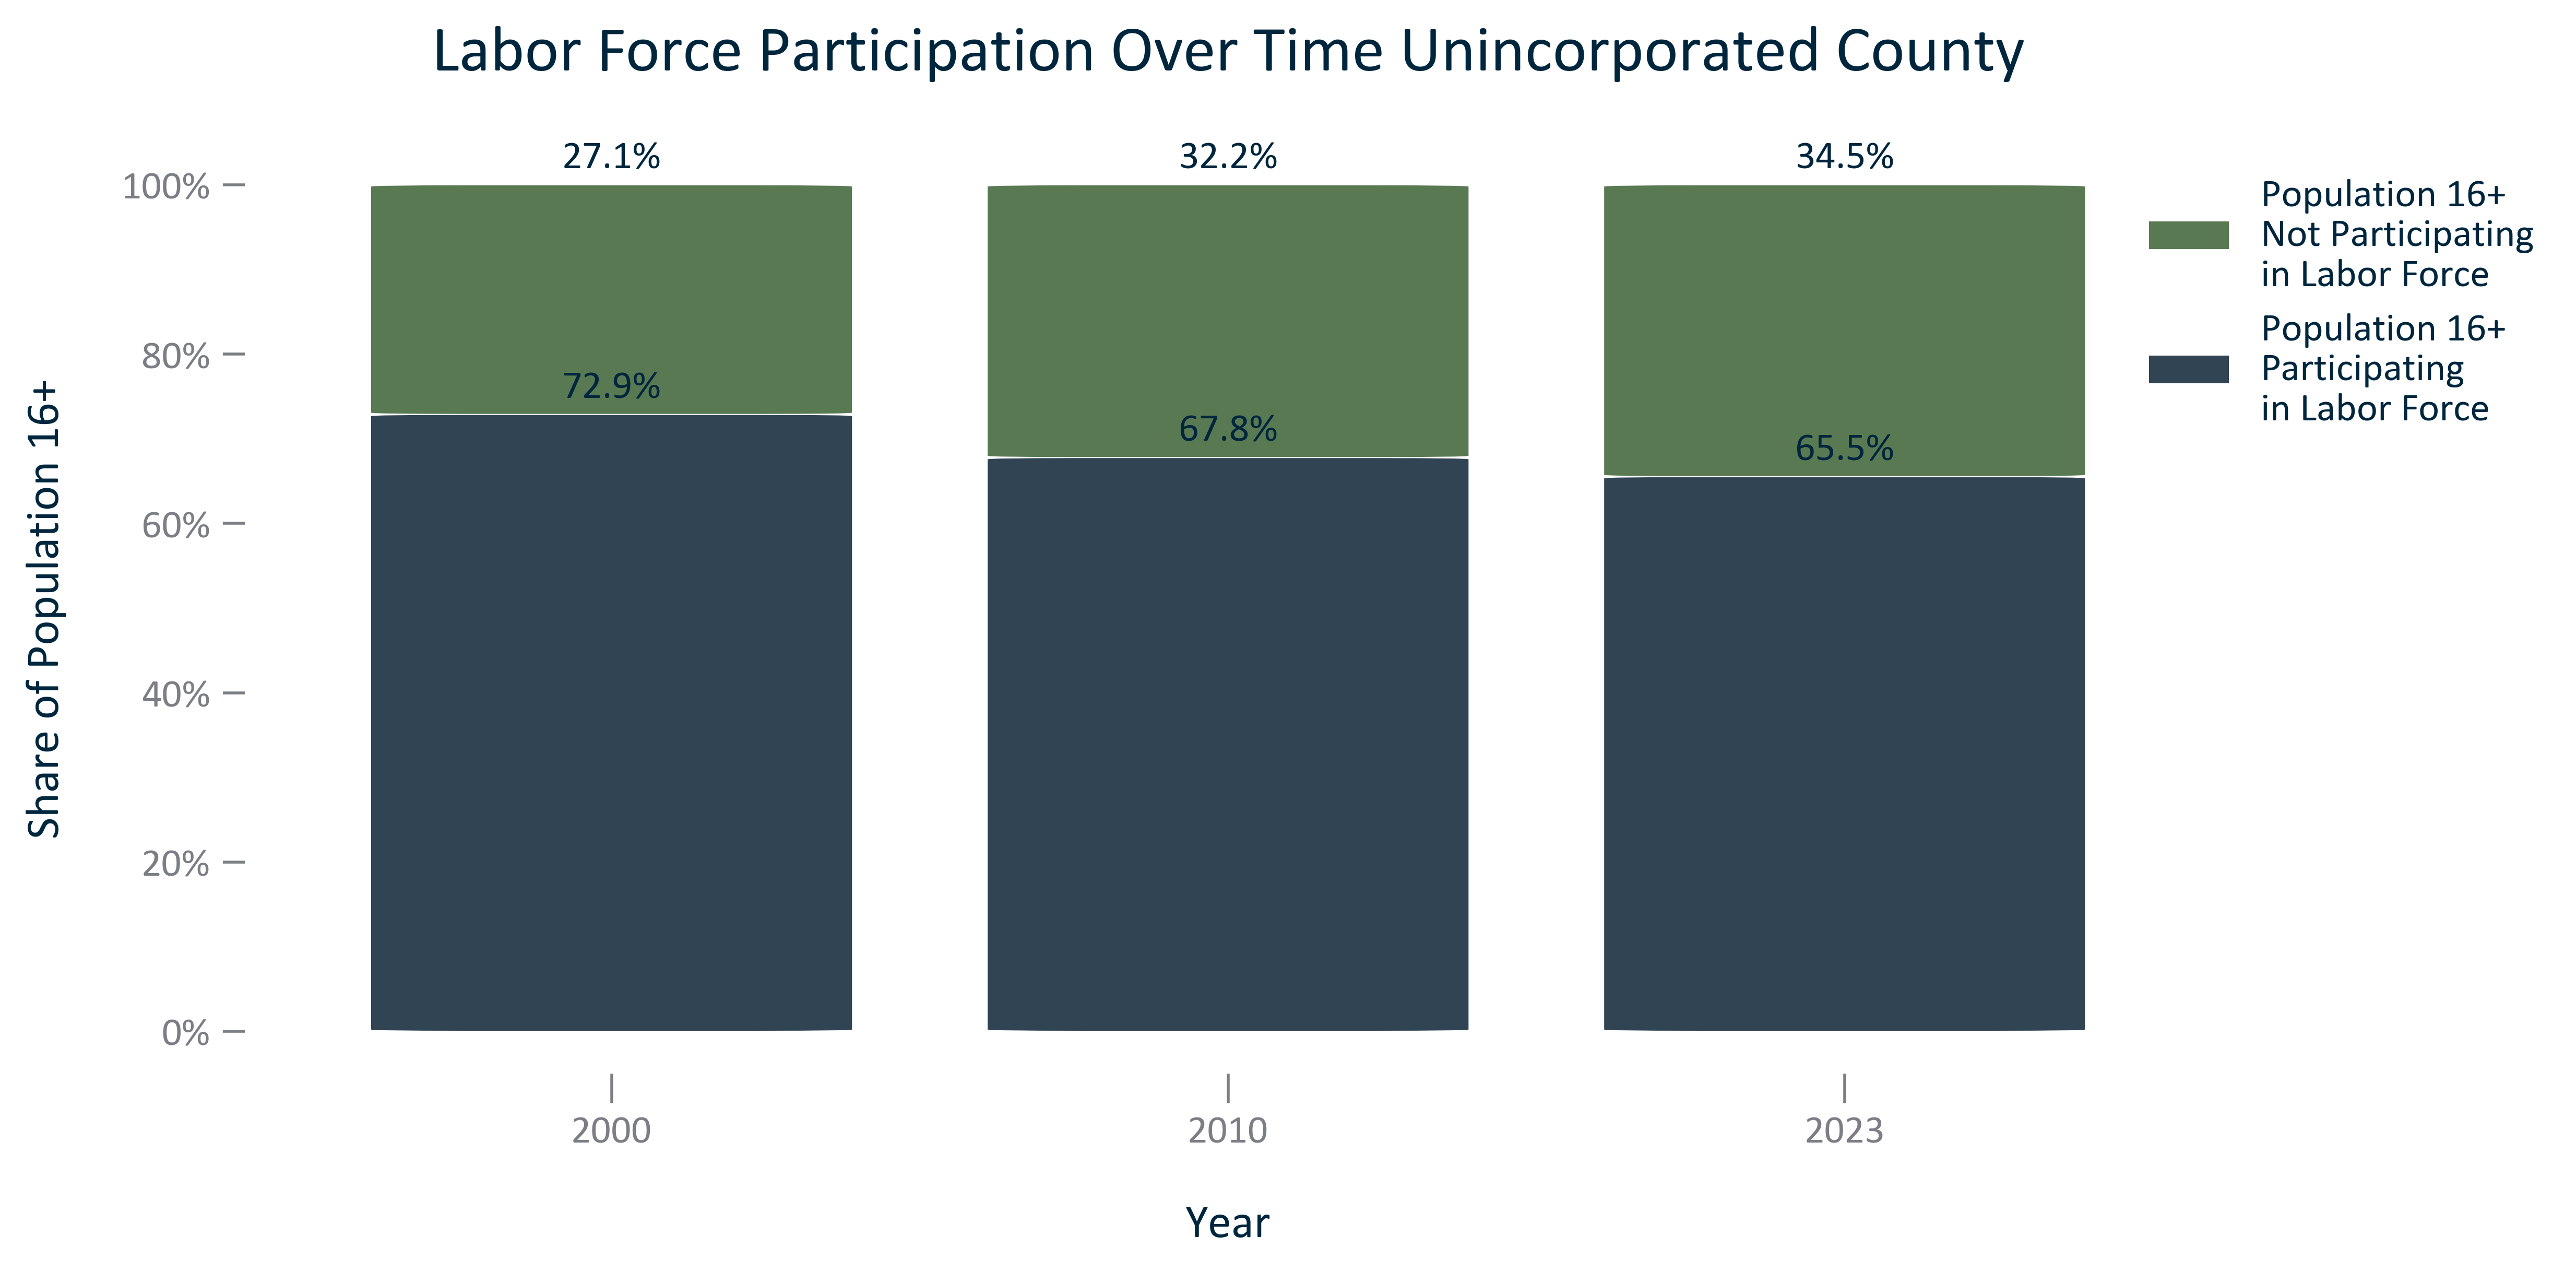 Labor Force Participation Over Time Unincorporated County
27.1%
32.2%
34.5%
100%
80%
60%
40%
20%
0%
72.9%
67.8%
65.5%
Population 16+
Not Participating
in Labor Force
Population 16+
Participating
in Labor Force
Share of Population 16+
2000
2010
2023
Year